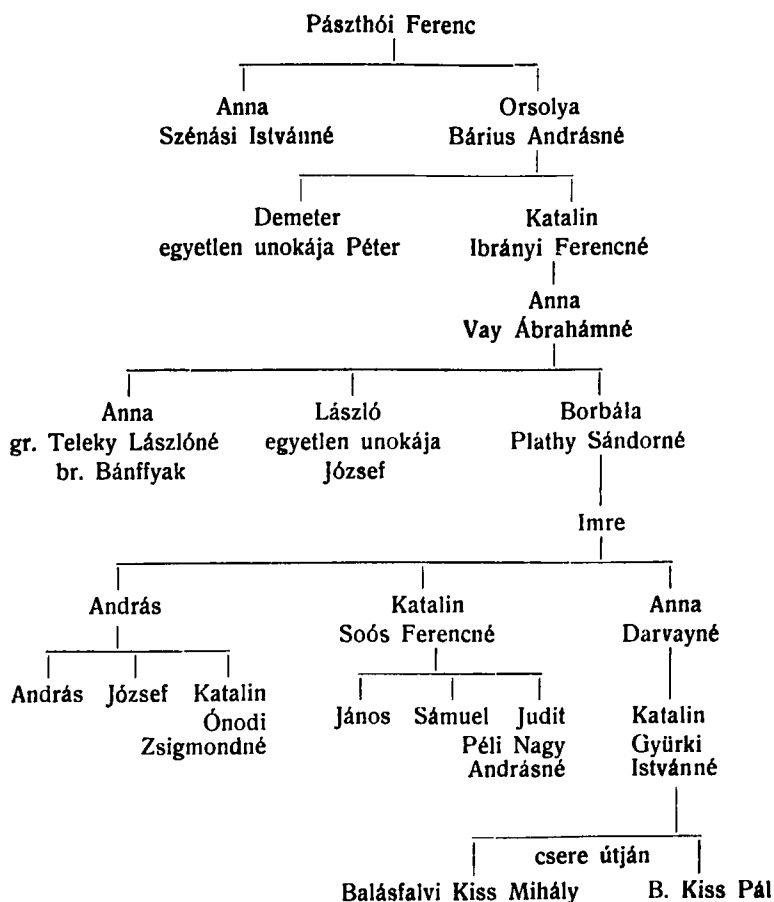 Pászthói Ferenc
Anna Orsolya
Szénási Istvánné Bárius Andrásné
Demeter Katalin
egyetlen unokája Péter Ibrányi Ferencné
Anna
Vay Ábrahámné
Anna László Borbála
gr. Teleky Lászlóné egyetlen unokája Plathy Sándorné
br. Bánffyak József
Imre
András Katalin Anna
Soós Ferencné Darvayné
András József Katalin János Sámuel Judit Katalin
Ónodi Péli Nagy Gyürki
Zsigmondné Andrásné Istvánné
csere útján
Balásfalvi Kiss Mihály B. Kiss Pál